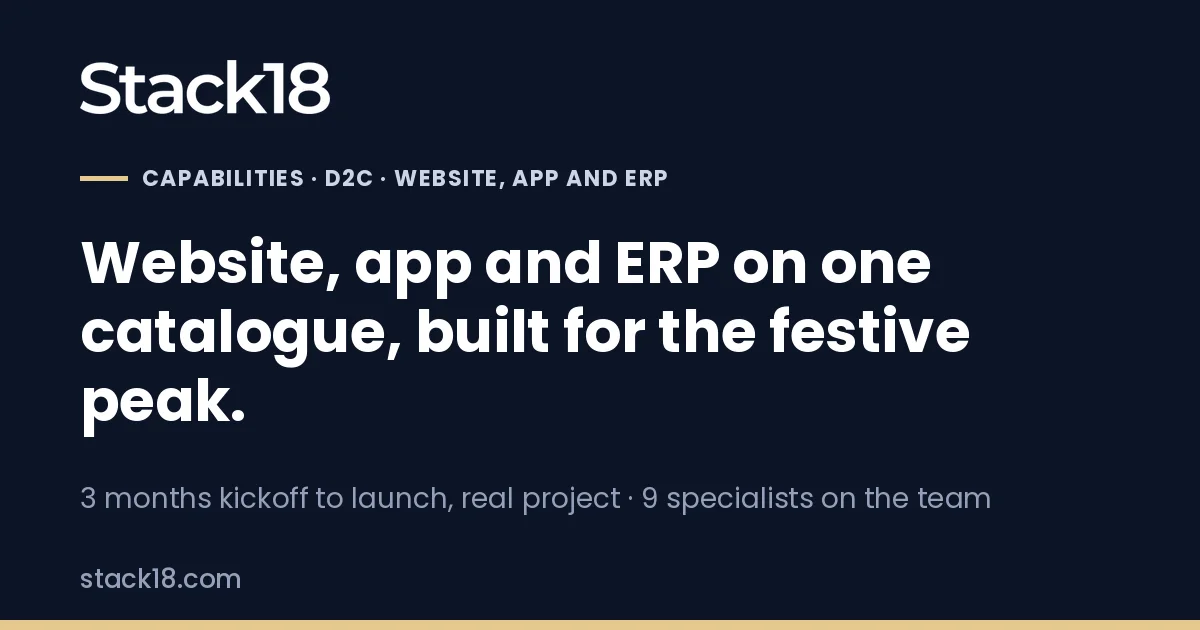 Stack18
CAPABILITIES · D2C · WEBSITE, APP AND ERP
Website, app and ERP on one
catalogue, built for the festive
peak.
3 months kickoff to launch, real project · 9 specialists on the team
stack18.com